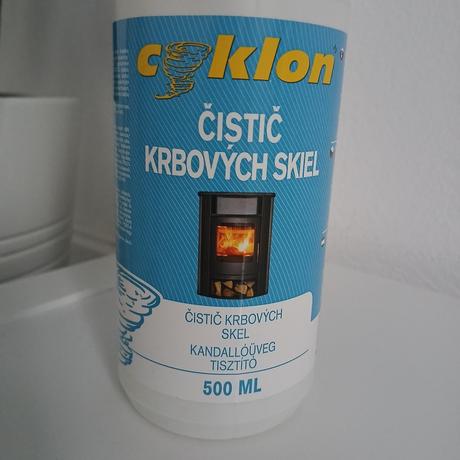 cyklon
ČISTIČ
KRBOVÝCH SKIEL
ČISTIČ KRBOVÝCH
SKEL
KANDALLÓÜVEG
TISZTÍTÓ
500 ML